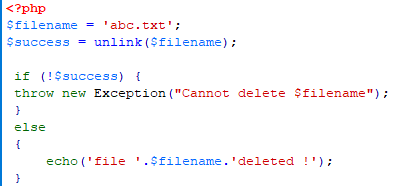 <?php
$filename = 'abc.txt';
$success = unlink($filename);
if (!$success) {
throw new Exception("Cannot delete $filename");
}
else
{
echo('file '.$filename.'deleted !');
}